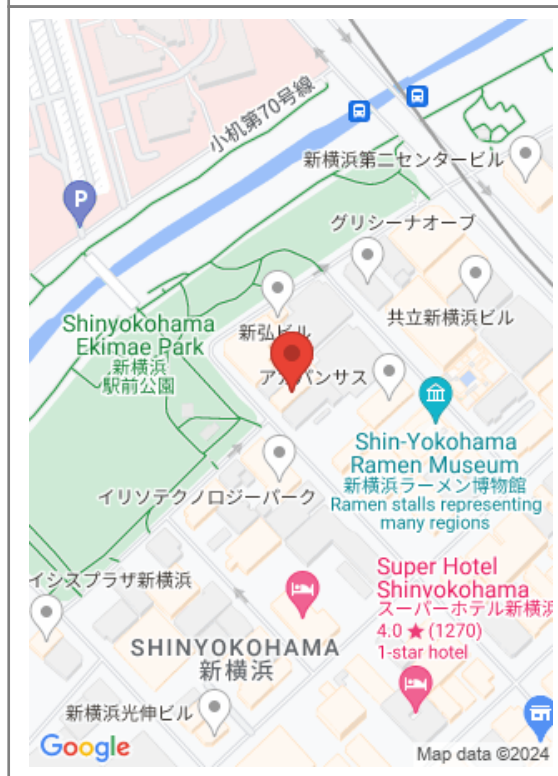 小机第70号線
P
新横浜第二センタービル
グリシーナオーブ
Shinyokohama
Ekimae Park
新横浜
駅前公園
新弘ビル
共立新横浜ビル
Shin-Yokohama
Ramen Museum
新横浜ラーメン博物館
Ramen stalls representing
many regions
イリソテクノロジーパーク
イシスプラザ新横浜
Super Hotel
Shinyokohama
スーパーホテル新横浜
4.0 ★ (1270)
1-star hotel
SHINYOKOHAMA
新横浜
新横浜光伸ビル
Google
Map data ©2024